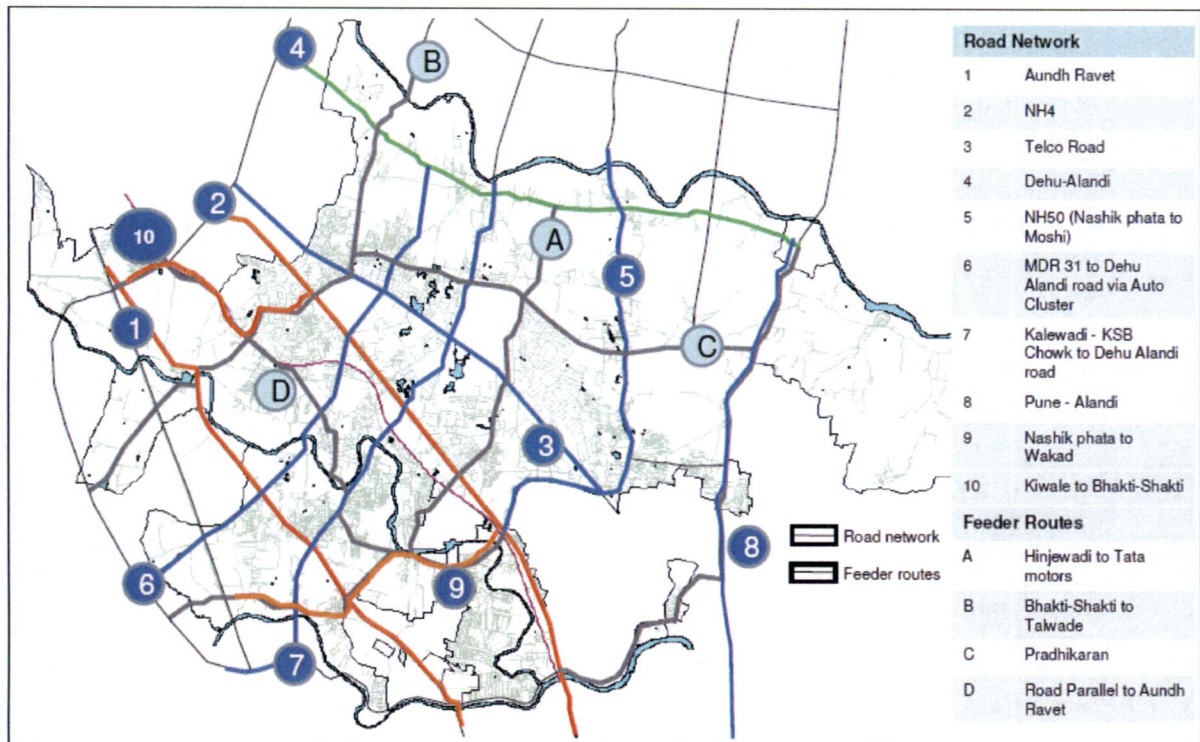 4
B
2
10
A
5
1
C
D
3
8
6
9
7
Road network
Feeder routes
Road Network
1 Aundh Ravet
2 NH4
3 Telco Road
4 Dehu-Alandi
5 NH50 (Nashik phata to
Moshi)
6 MDR 31 to Dehu
Alandi road via Auto
Cluster
7 Kalewadi - KSB
Chowk to Dehu Alandi
road
8 Pune - Alandi
9 Nashik phata to
Wakad
10 Kiwale to Bhakti-Shakti
Feeder Routes
A Hinjewadi to Tata
motors
B Bhakti-Shakti to
Talwade
C Pradhikaran
D Road Parallel to Aundh
Ravet